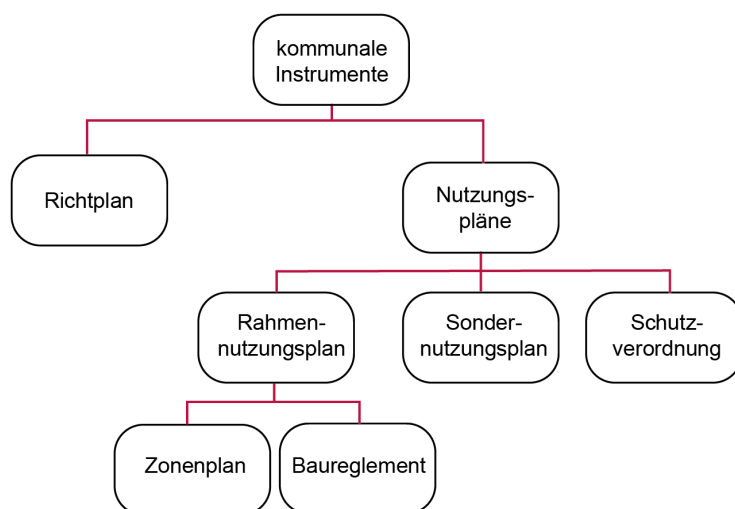 kommunale
Instrumente
Richtplan
Nutzungs-
pläne
Rahmen-
nutzungsplan
Sonder-
nutzungsplan
Schutz-
verordnung
Zonenplan
Baureglement